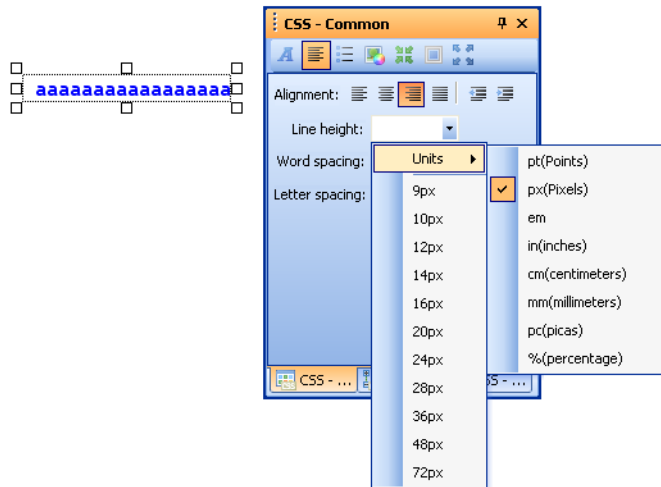 CSS - Common
aaaaaaaaaaaaaaaaa
Alignment:
Line height:
Word spacing:
Letter spacing:
Units
9px
10px
12px
14px
16px
20px
24px
28px
36px
48px
72px
pt(Points)
px(Pixels)
em
in(inches)
cm(centimeters)
mm(millimeters)
pc(picas)
%(percentage)
CSS - ...